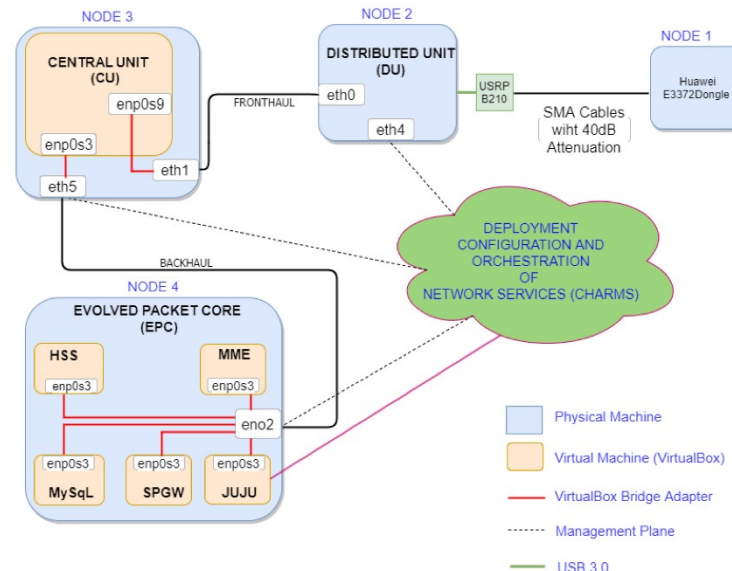 NODE 3
NODE 2
NODE 1
CENTRAL UNIT
(CU)
enp0s9
enp0s3
eth1
eth5
FRONTHAUL
DISTRIBUTED UNIT
(DU)
eth0
eth4
USRP
B210
SMA Cables
wiht 40dB
Attenuation
Huawei
E3372Dongle
BACKHAUL
DEPLOYMENT
CONFIGURATION AND
ORCHESTRATION
OF
NETWORK SERVICES (CHARMS)
NODE 4
EVOLVED PACKET CORE
(EPC)
HSS
enp0s3
MME
enp0s3
eno2
enp0s3
MySqL
enp0s3
SPGW
enp0s3
JUJU
Physical Machine
Virtual Machine (VirtualBox)
VirtualBox Bridge Adapter
Management Plane
USB 3.0